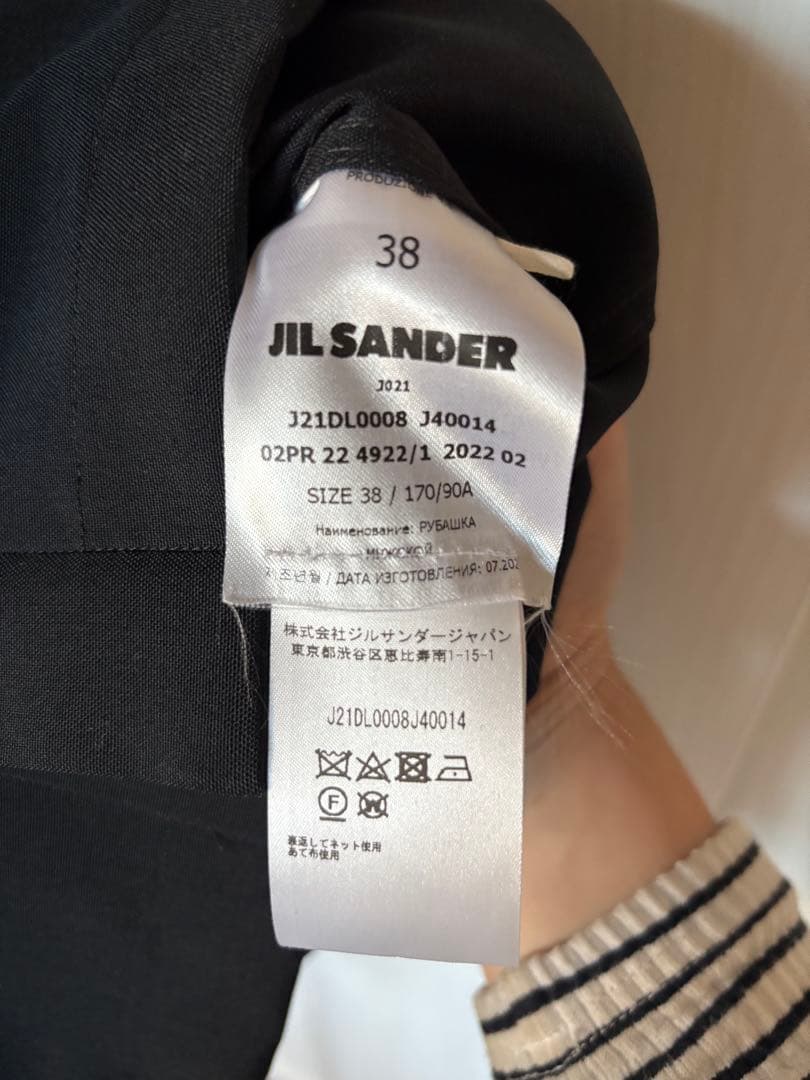 38
JIL SANDER
J021
J21DL0008 J40014
02PR 22 4922/1 2022 02
SIZE 38 / 170/90A
Наименование: РУБАШКА
МУЖСКОЙ
조년월 / ДАТА ИЗГОТОВЛЕНИЯ: 07.202
株式会社ジルサンダージャパン
東京都渋谷区恵比寿南1-15-1
J21DL0008J40014
F W
裏返してネット使用
あて布使用